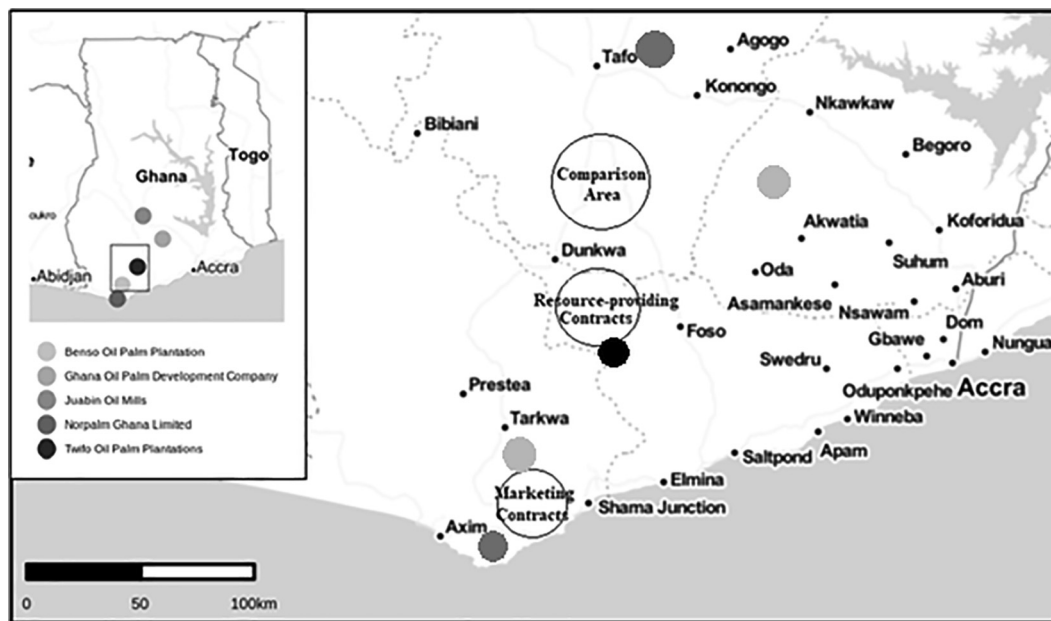 Togo
Ghana
oukro
Abidjan
Accra
Benso Oil Palm Plantation
Ghana Oil Palm Development Company
Juabin Oil Mills
Norpalm Ghana Limited
Twifo Oil Palm Plantations
0
50
100km
Tafo
Agogo
Konongo
Nkawkaw
Bibiani
Begoro
Comparison
Area
Akwatia
Koforidua
Dunkwa
Suhum
Oda
Aburi
Asamankese
Resource-providing
Contracts
Nsawam
Foso
Dom
Gbawe
Nungua
Swedru
Oduponkpehe
Accra
Prestea
Winneba
Tarkwa
Apam
Saltpond
Elmina
Marketing
Contracts
Shama Junction
Axim